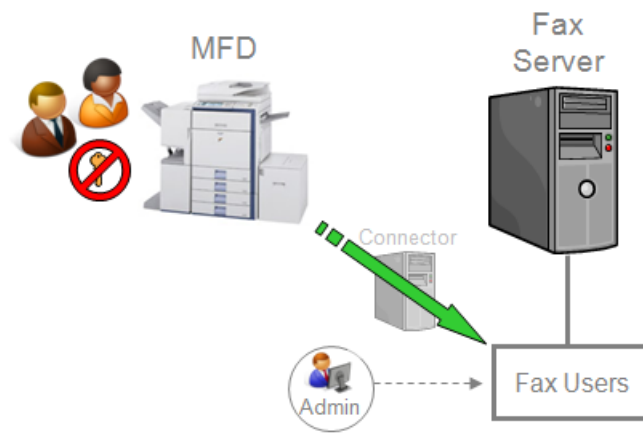 MFD
Fax
Server
Connector
Admin
Fax Users